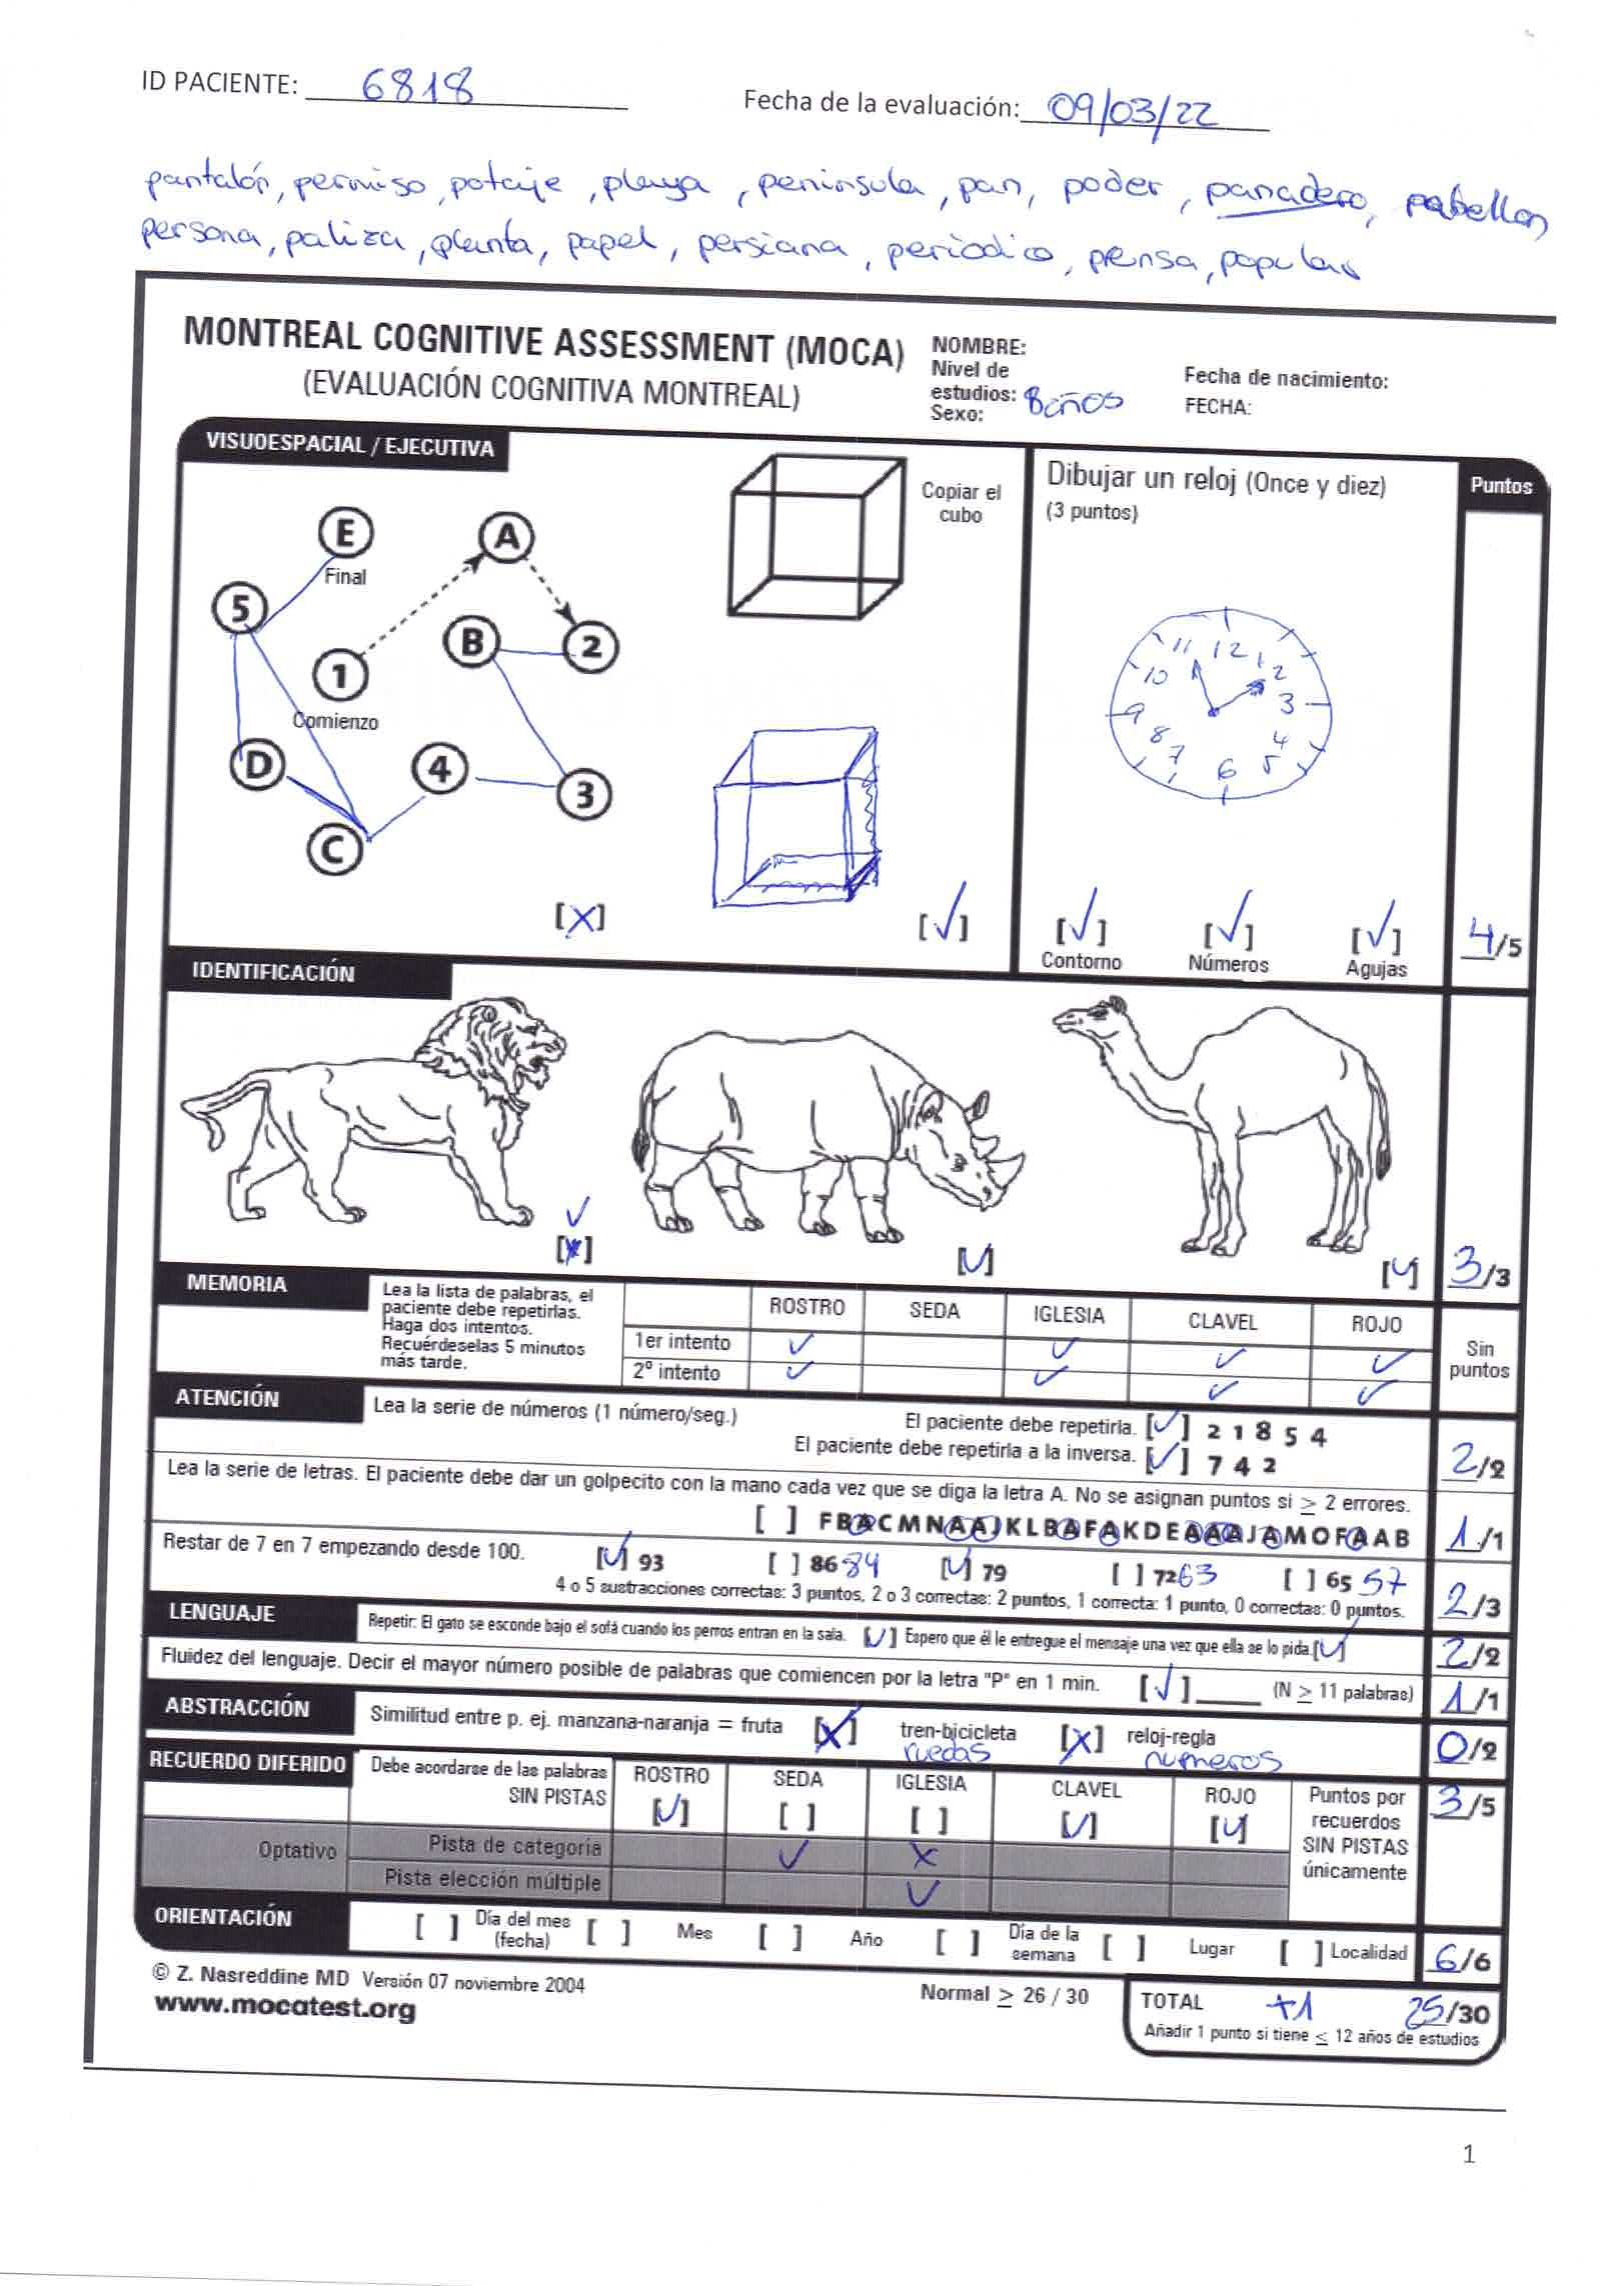 ID PACIENTE: 6818
Fecha de la evaluación: 09/03/22
pantalón, permiso, potaje, playa, península, pan, poder, panadero, pabellon
persona, paliza, planta, papel, persiana, periodico, prensa, popular
MONTREAL COGNITIVE ASSESSMENT (MOCA)
(EVALUACIÓN COGNITIVA MONTREAL)
NOMBRE:
Nivel de
estudios: 8 años
Sexo:
Fecha de nacimiento:
FECHA:
VISUOESPACIAL / EJECUTIVA
Copiar el
cubo
Dibujar un reloj (Once y diez)
(3 puntos)
Puntos
E
Final
A
5
B
2
1
Comienzo
D
4
3
C
11 12 1
10 2
9 3
8 4
7 6 5
[X]
[✓]
[✓] [✓] [✓]
Contorno Números Agujas
4/5
IDENTIFICACIÓN
✓
[x] [✓] [✓] 3/3
MEMORIA
Lea la lista de palabras, el
paciente debe repetirlas.
Haga dos intentos.
Recuérdeselas 5 minutos
más tarde.
ROSTRO SEDA IGLESIA CLAVEL ROJO
1er intento ✓ ✓ ✓ ✓
2º intento ✓ ✓ ✓ ✓
Sin
puntos
ATENCIÓN
Lea la serie de números (1 número/seg.)
El paciente debe repetirla. [✓] 2 1 8 5 4
El paciente debe repetirla a la inversa. [✓] 7 4 2
2/2
Lea la serie de letras. El paciente debe dar un golpecito con la mano cada vez que se diga la letra A. No se asignan puntos si ≥ 2 errores.
[ ] FBACMNAAJKLBAFAKDEAAAJAMOFAAB 1/1
Restar de 7 en 7 empezando desde 100. [✓] 93 [ ] 86 84 [✓] 79 [ ] 72 63 [ ] 65 57
4 o 5 sustracciones correctas: 3 puntos, 2 o 3 correctas: 2 puntos, 1 correcta: 1 punto, 0 correctas: 0 puntos. 2/3
LENGUAJE
Repetir: El gato se esconde bajo el sofá cuando los perros entran en la sala. [✓] Espero que él le entregue el mensaje una vez que ella se lo pida. [✓] 2/2
Fluidez del lenguaje. Decir el mayor número posible de palabras que comiencen por la letra "P" en 1 min. [✓] ____ (N ≥ 11 palabras) 1/1
ABSTRACCIÓN
Similitud entre p. ej. manzana-naranja = fruta [X] tren-bicicleta [X] reloj-regla 0/2
ruedas numeros
RECUERDO DIFERIDO
Debe acordarse de las palabras
SIN PISTAS
ROSTRO SEDA IGLESIA CLAVEL ROJO
[✓] [ ] [ ] [✓] [✓]
Puntos por
recuerdos
SIN PISTAS
únicamente
3/5
Optativo
Pista de categoría ✓ x
Pista elección múltiple ✓
ORIENTACIÓN
[ ] Día del mes (fecha) [ ] Mes [ ] Año [ ] Día de la semana [ ] Lugar [ ] Localidad 6/6
© Z. Nasreddine MD Versión 07 noviembre 2004
www.mocatest.org
Normal ≥ 26 / 30
TOTAL +1 25/30
Añadir 1 punto si tiene ≤ 12 años de estudios
1